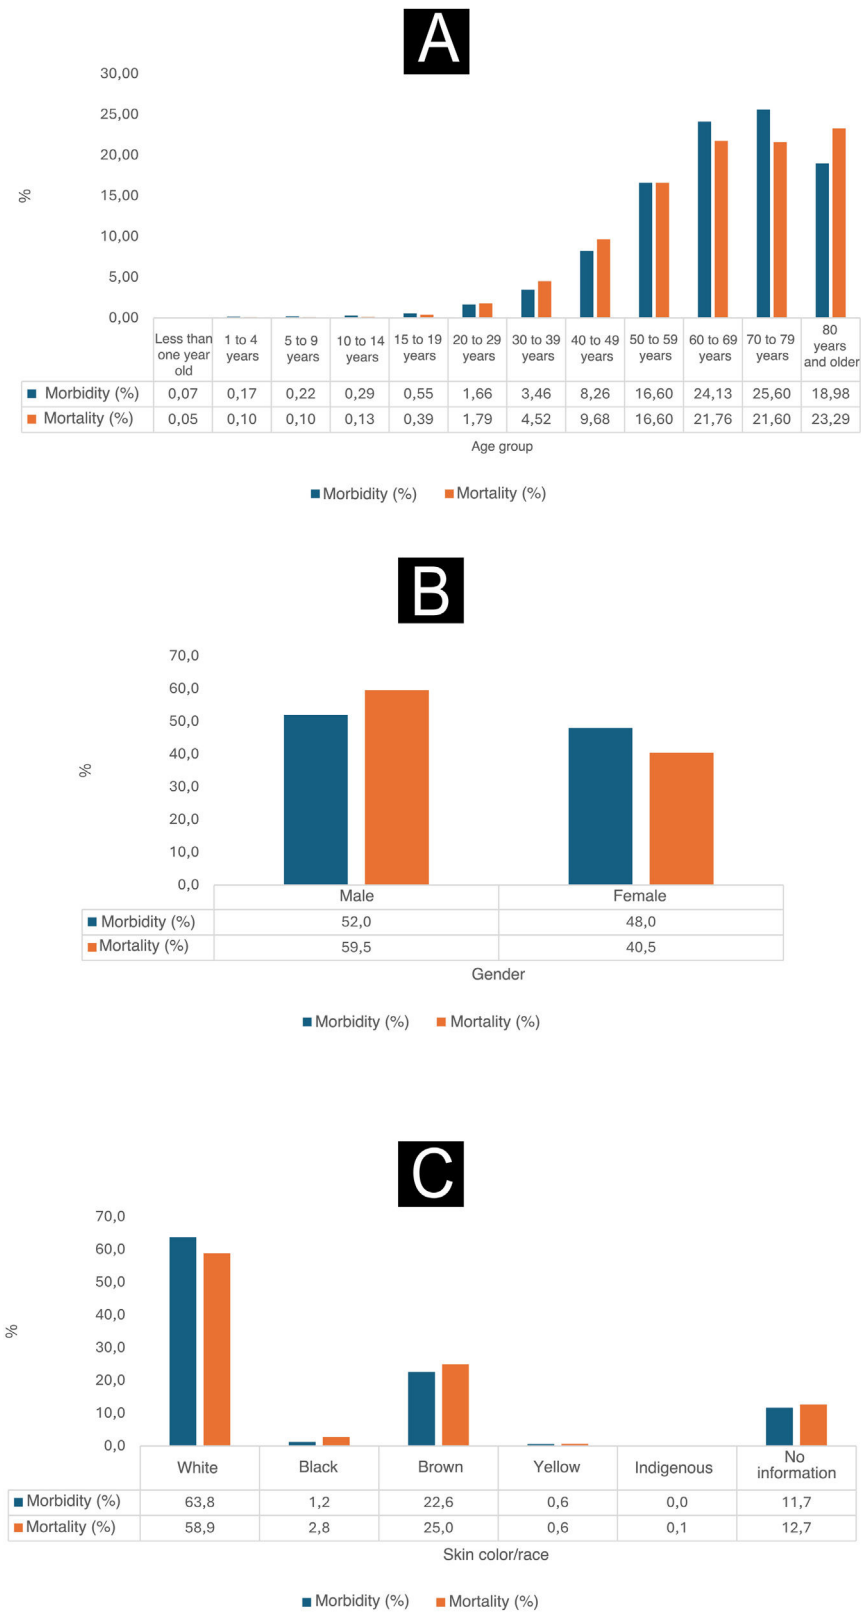 A
30,00
25,00
20,00
15,00
10,00
5,00
0,00
%
Less than one year old 1 to 4 years 5 to 9 years 10 to 14 years 15 to 19 years 20 to 29 years 30 to 39 years 40 to 49 years 50 to 59 years 60 to 69 years 70 to 79 years 80 years and older
Morbidity (%) 0,07 0,17 0,22 0,29 0,55 1,66 3,46 8,26 16,60 24,13 25,60 18,98
Mortality (%) 0,05 0,10 0,10 0,13 0,39 1,79 4,52 9,68 16,60 21,76 21,60 23,29
Age group
Morbidity (%) Mortality (%)
B
70,0
60,0
50,0
40,0
30,0
20,0
10,0
0,0
%
Male Female
Morbidity (%) 52,0 48,0
Mortality (%) 59,5 40,5
Gender
Morbidity (%) Mortality (%)
C
70,0
60,0
50,0
40,0
30,0
20,0
10,0
0,0
%
White Black Brown Yellow Indigenous No information
Morbidity (%) 63,8 1,2 22,6 0,6 0,0 11,7
Mortality (%) 58,9 2,8 25,0 0,6 0,1 12,7
Skin color/race
Morbidity (%) Mortality (%)